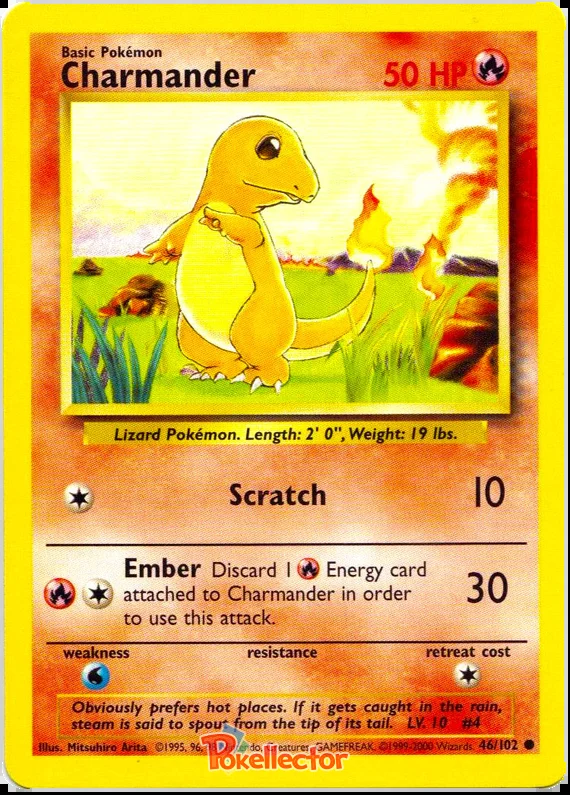 Basic Pokémon
Charmander 50 HP
Lizard Pokémon. Length: 2' 0", Weight: 19 lbs.
Scratch 10
Ember Discard 1 Energy card
attached to Charmander in order
to use this attack.
30
weakness resistance retreat cost
Obviously prefers hot places. If it gets caught in the rain,
steam is said to spout from the tip of its tail. LV. 10 #4
Illus. Mitsuhiro Arita ©1995, 96, Nintendo, Creatures, GAMEFREAK. ©1999-2000 Wizards. 46/102
Pokellector